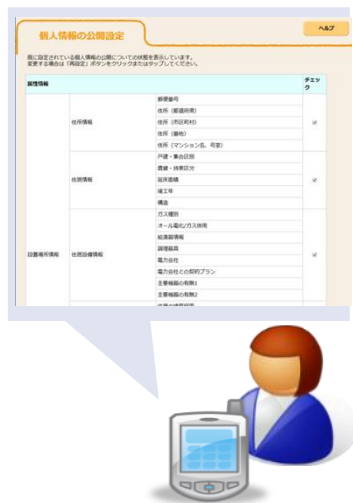 個人情報の公開設定
ヘルプ
既に設定されている個人情報の公開についての状態を表示しています。
変更する場合は「再設定」ボタンをクリックまたはタップしてください。
属性情報
チェック
設置場所情報
住所情報
郵便番号
住所（都道府県）
住所（市区町村）
住所（番地）
住所（マンション名、号室）
住居情報
戸建・集合区別
賃貸・持家区分
延床面積
竣工年
構造
住居設備情報
ガス種別
オール電化/ガス併用
給湯器情報
調理器具
電力会社
電力会社との契約プラン
主要機器の有無1
主要機器の有無2